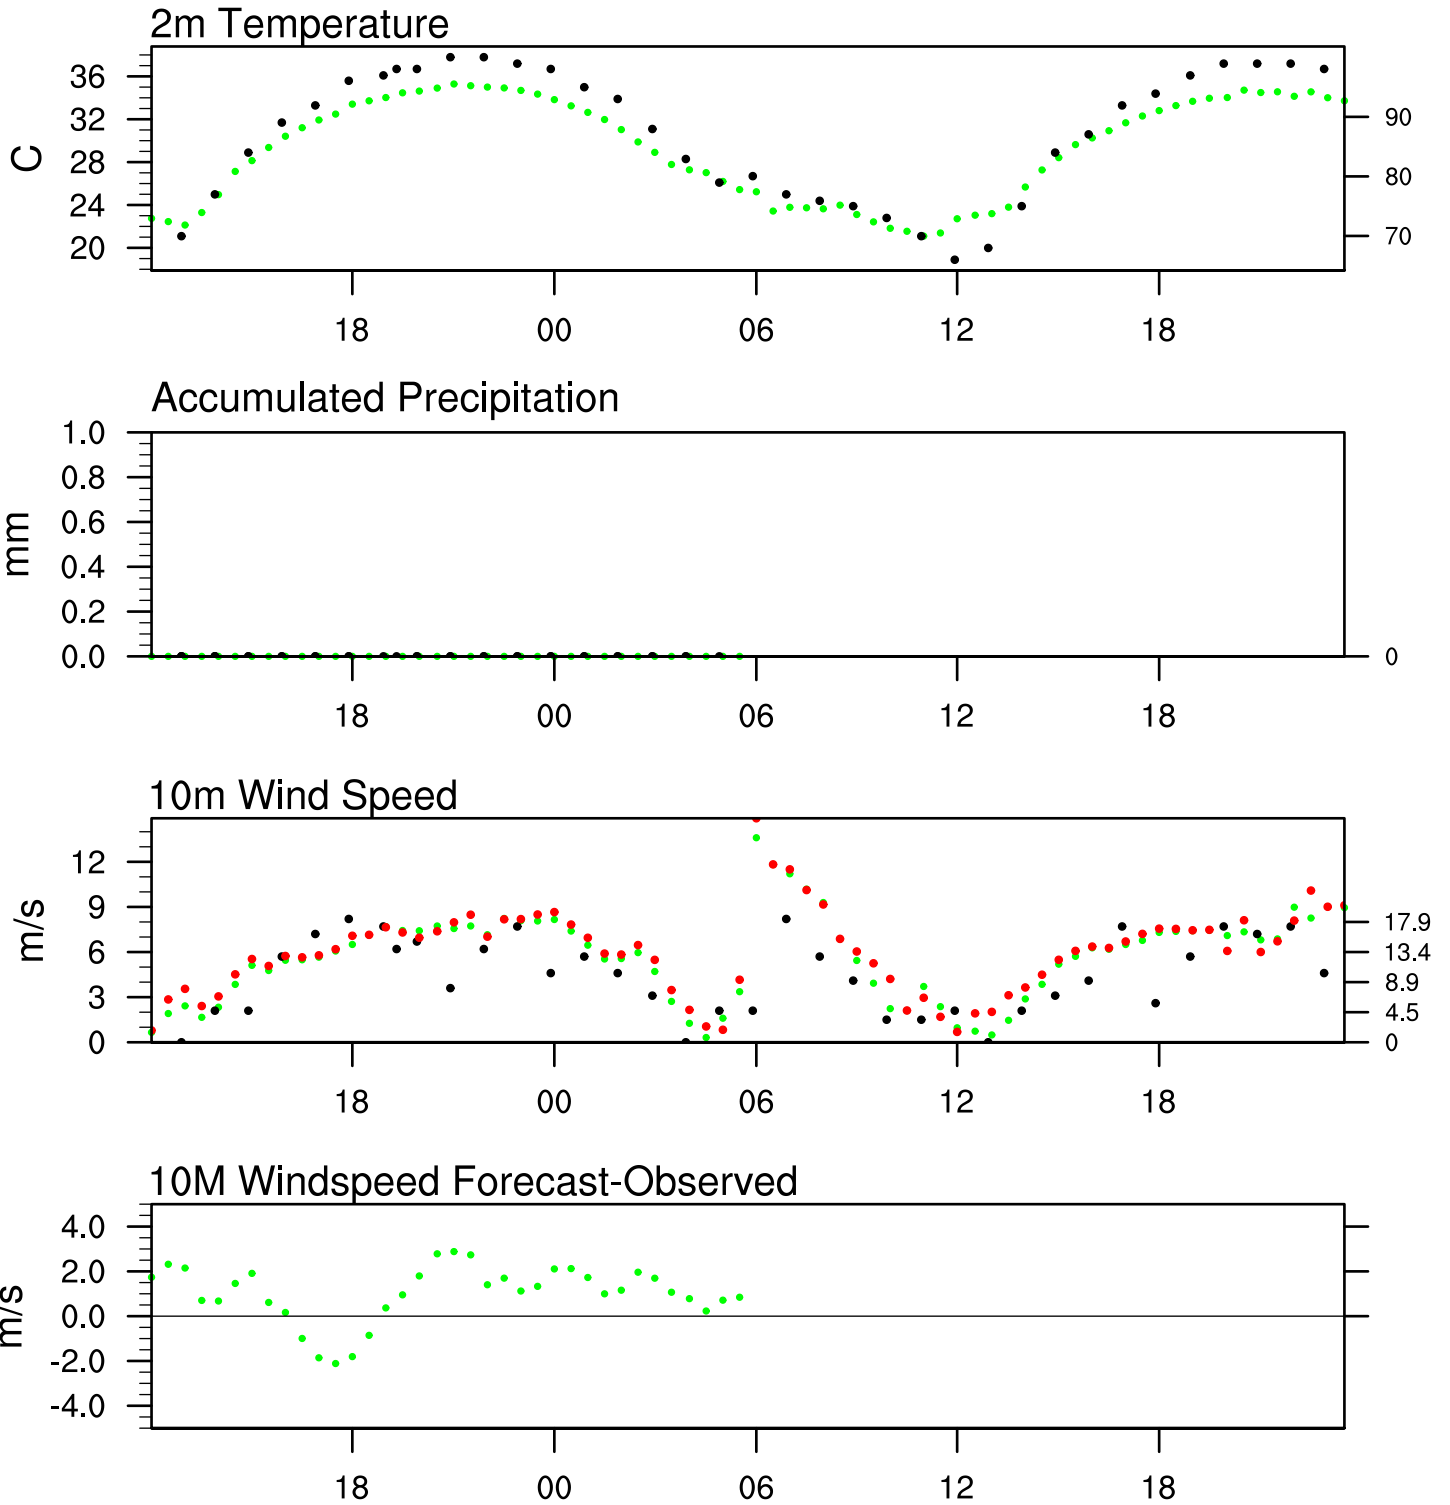 2m Temperature
36
32
28
24
20
C
90
80
70
18 00 06 12 18
Accumulated Precipitation
1.0
0.8
0.6
0.4
0.2
0.0
mm
0
18 00 06 12 18
10m Wind Speed
12
9
6
3
0
m/s
17.9
13.4
8.9
4.5
0
18 00 06 12 18
10M Windspeed Forecast-Observed
4.0
2.0
0.0
-2.0
-4.0
m/s
18 00 06 12 18